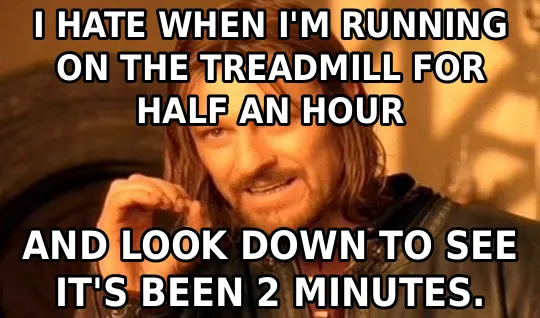 I HATE WHEN I'M RUNNING
ON THE TREADMILL FOR
HALF AN HOUR
AND LOOK DOWN TO SEE
IT'S BEEN 2 MINUTES.